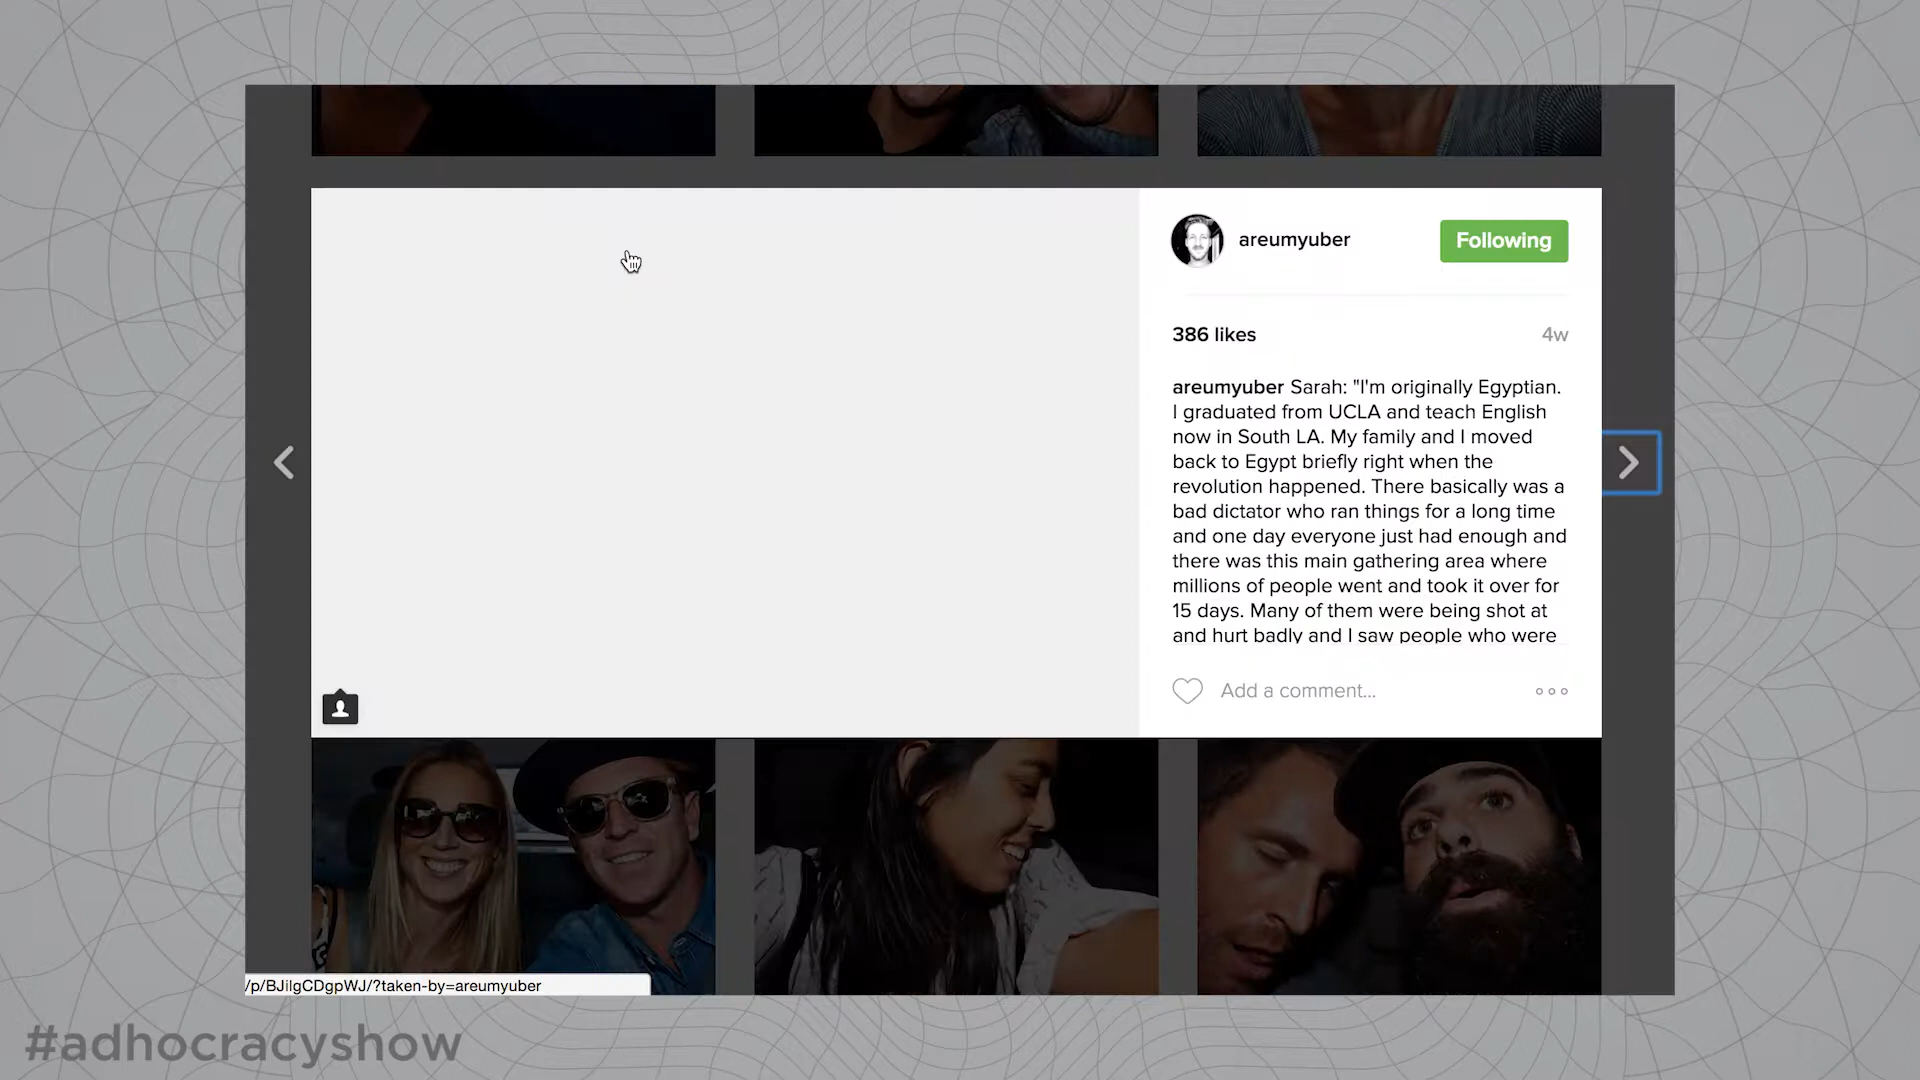 areumyuber
Following
386 likes
4w
areumyuber Sarah: "I'm originally Egyptian.
I graduated from UCLA and teach English
now in South LA. My family and I moved
back to Egypt briefly right when the
revolution happened. There basically was a
bad dictator who ran things for a long time
and one day everyone just had enough and
there was this main gathering area where
millions of people went and took it over for
15 days. Many of them were being shot at
and hurt badly and I saw people who were
Add a comment...
/p/BJilgCDgpWJ/?taken-by=areumyuber
#adhocracyshow